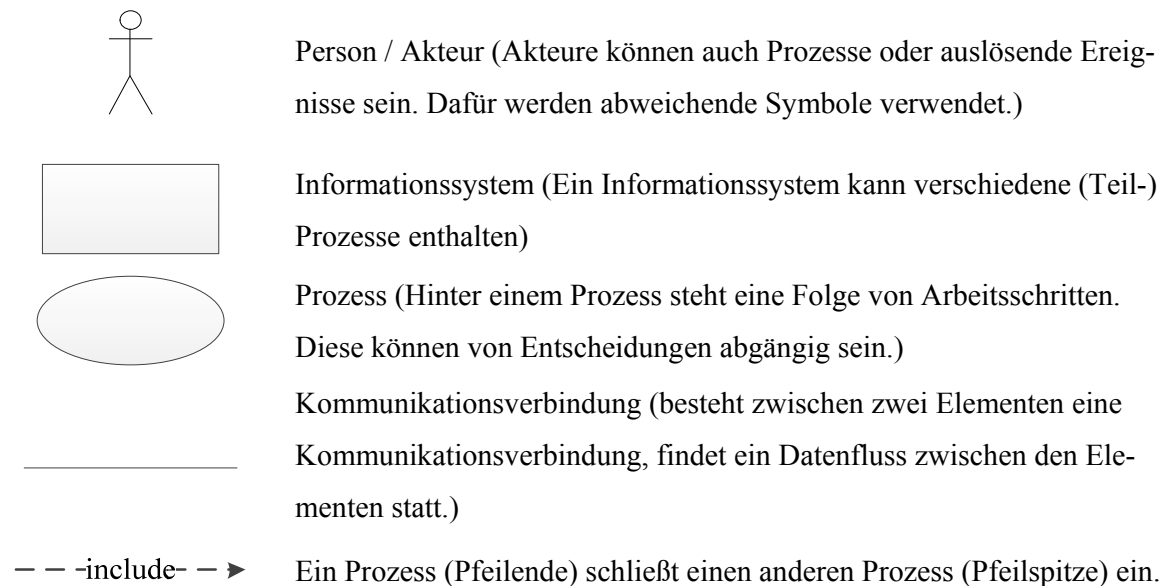 Person / Akteur (Akteure können auch Prozesse oder auslösende Ereig-
nisse sein. Dafür werden abweichende Symbole verwendet.)
Informationssystem (Ein Informationssystem kann verschiedene (Teil-)
Prozesse enthalten)
Prozess (Hinter einem Prozess steht eine Folge von Arbeitsschritten.
Diese können von Entscheidungen abgängig sein.)
Kommunikationsverbindung (besteht zwischen zwei Elementen eine
Kommunikationsverbindung, findet ein Datenfluss zwischen den Ele-
menten statt.)
include Ein Prozess (Pfeilende) schließt einen anderen Prozess (Pfeilspitze) ein.